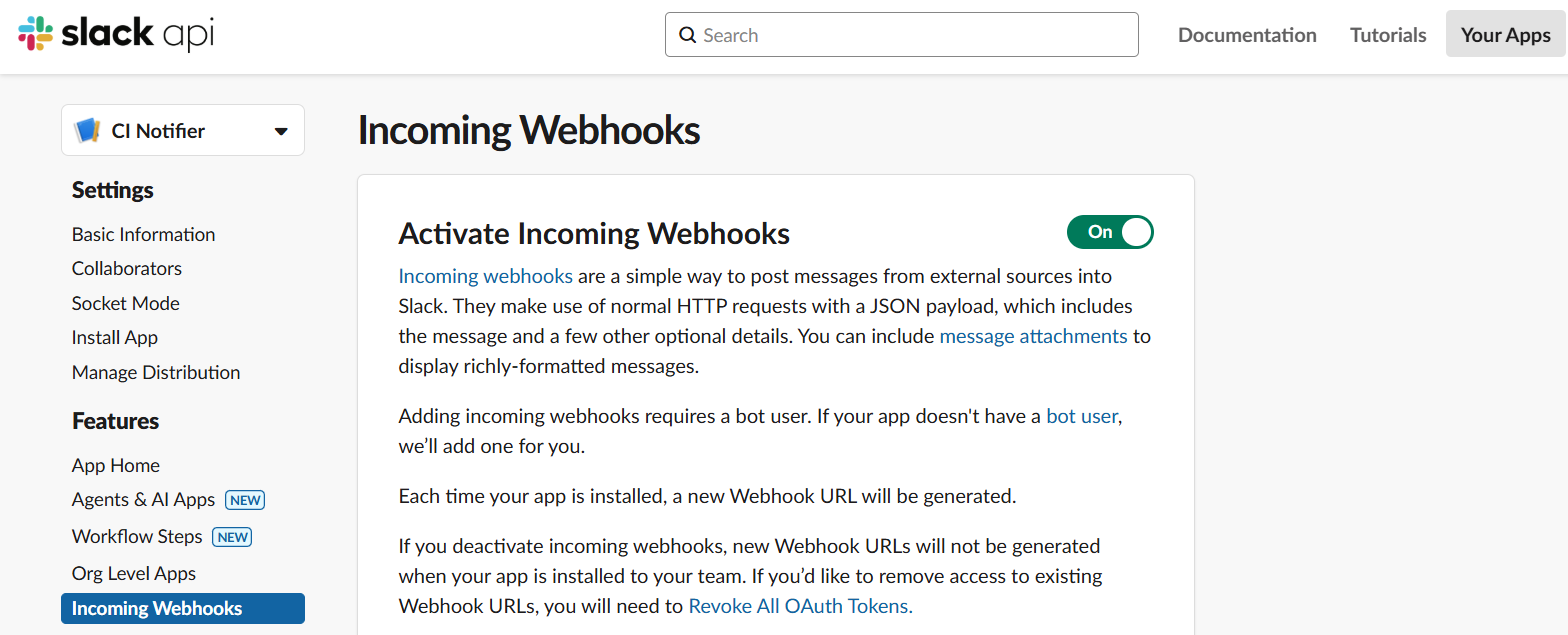 slack api
Search
Documentation
Tutorials
Your Apps
CI Notifier
Settings
Basic Information
Collaborators
Socket Mode
Install App
Manage Distribution
Features
App Home
Agents & AI Apps NEW
Workflow Steps NEW
Org Level Apps
Incoming Webhooks
Incoming Webhooks
Activate Incoming Webhooks
On
Incoming webhooks are a simple way to post messages from external sources into
Slack. They make use of normal HTTP requests with a JSON payload, which includes
the message and a few other optional details. You can include message attachments to
display richly-formatted messages.
Adding incoming webhooks requires a bot user. If your app doesn't have a bot user,
we’ll add one for you.
Each time your app is installed, a new Webhook URL will be generated.
If you deactivate incoming webhooks, new Webhook URLs will not be generated
when your app is installed to your team. If you’d like to remove access to existing
Webhook URLs, you will need to Revoke All OAuth Tokens.